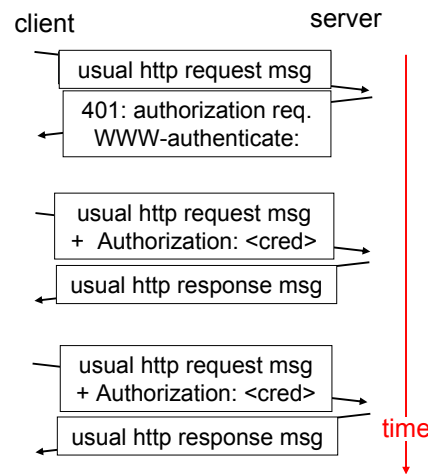 client
server
usual http request msg
401: authorization req.
WWW-authenticate:
usual http request msg
+ Authorization: <cred>
usual http response msg
usual http request msg
+ Authorization: <cred>
time
usual http response msg